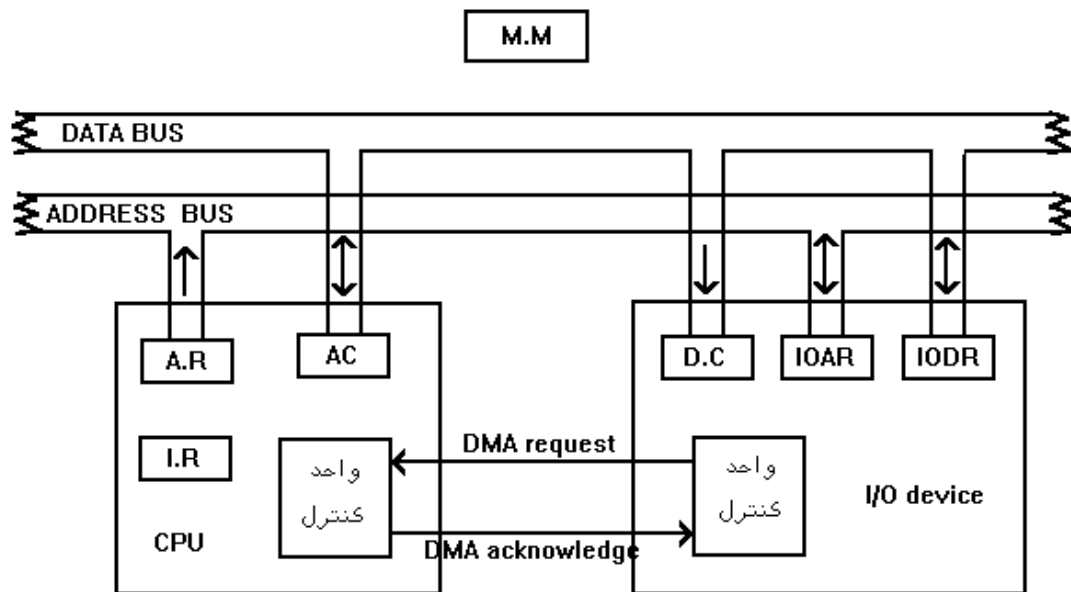 M.M
DATA BUS
ADDRESS BUS
A.R
AC
D.C
IOAR
IODR
I.R
واحد
کنترل
CPU
DMA request
DMA acknowledge
واحد
کنترل
I/O device